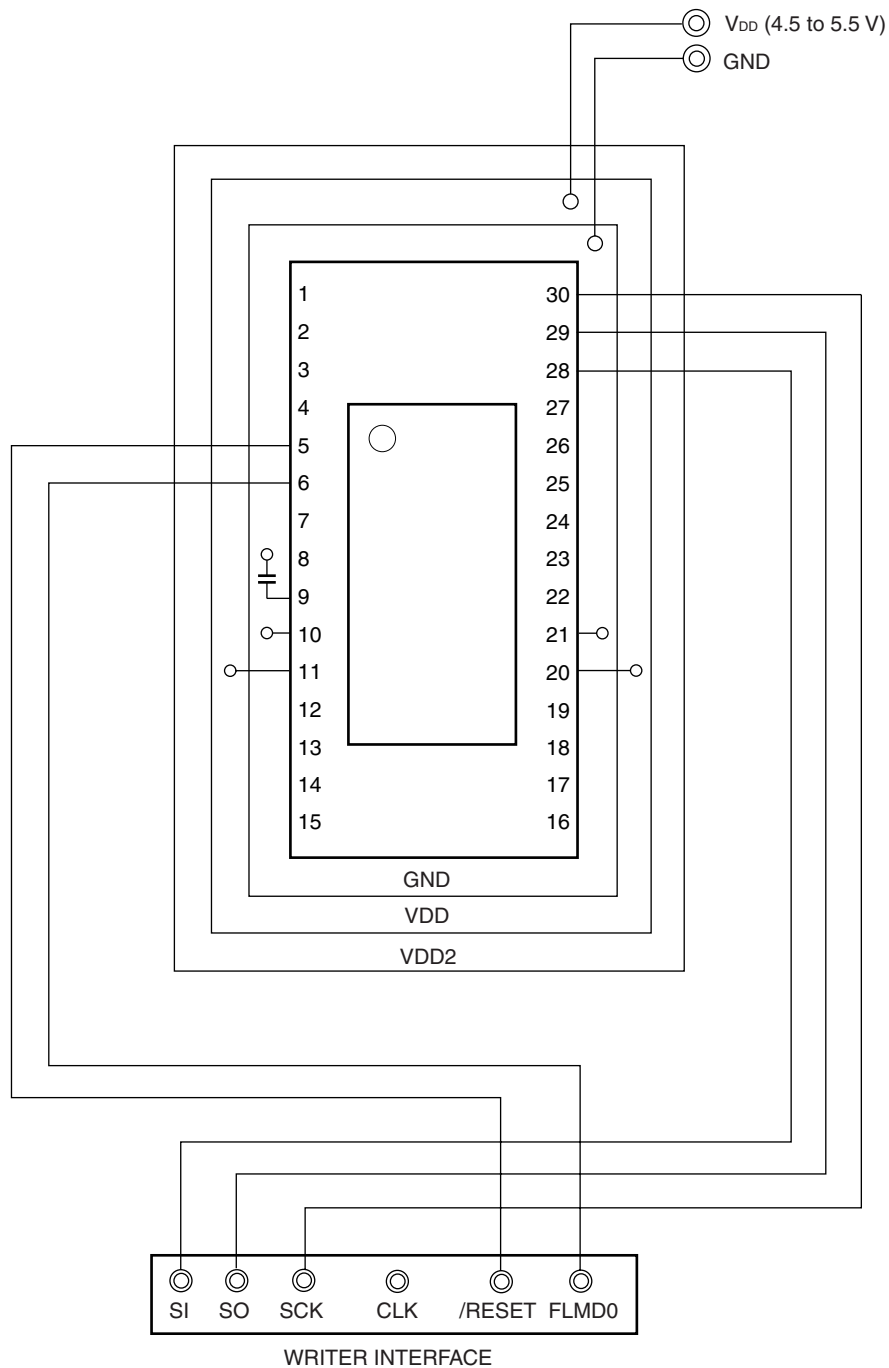 VDD (4.5 to 5.5 V)
GND
1 30
2 29
3 28
4 27
5 26
6 25
7 24
8 23
9 22
10 21
11 20
12 19
13 18
14 17
15 16
GND
VDD
VDD2
SI SO SCK CLK /RESET FLMD0
WRITER INTERFACE